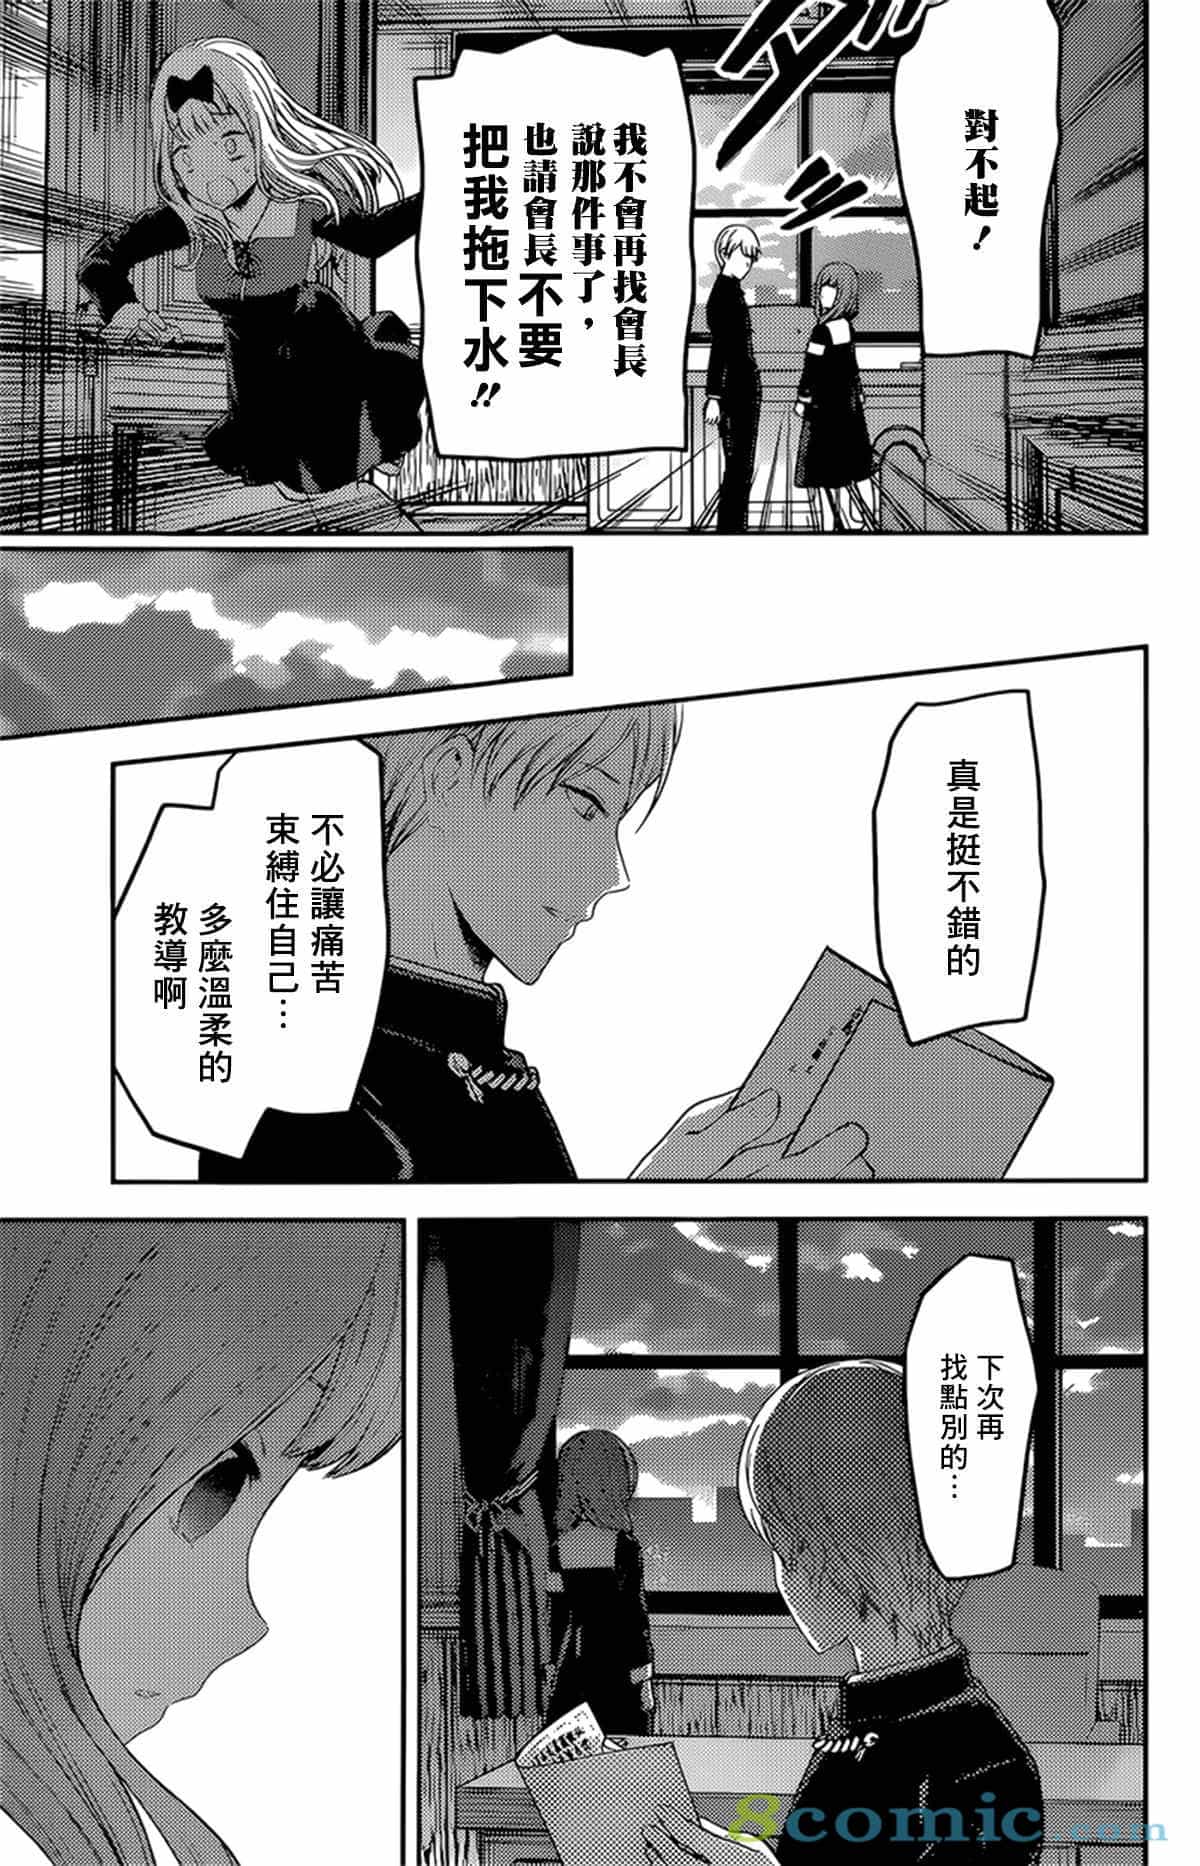 對不起！
我不會再找會長
說那件事了，
也請會長不要
把我拖下水!!
真是挺不錯的
不必讓痛苦
束縛住自己…
多麼溫柔的
教導啊
下次再
找點別的…
8comic.com